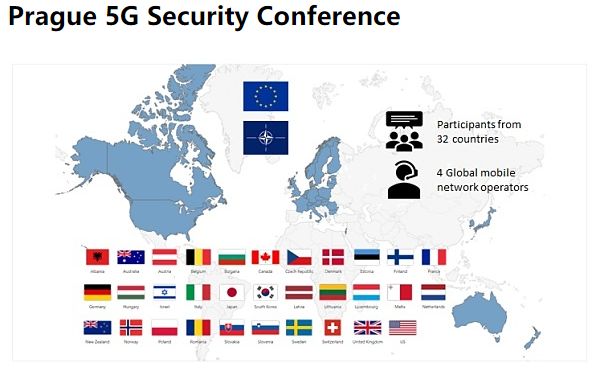 Prague 5G Security Conference
Participants from
32 countries
4 Global mobile
network operators
Albania Australia Austria Belgium Bulgaria Canada Czech Republic Denmark Estonia Finland France
Germany Hungary Israel Italy Japan South Korea Latvia Lithuania Luxembourg Malta Netherlands
New Zealand Norway Poland Romania Slovakia Slovenia Sweden Switzerland United Kingdom US